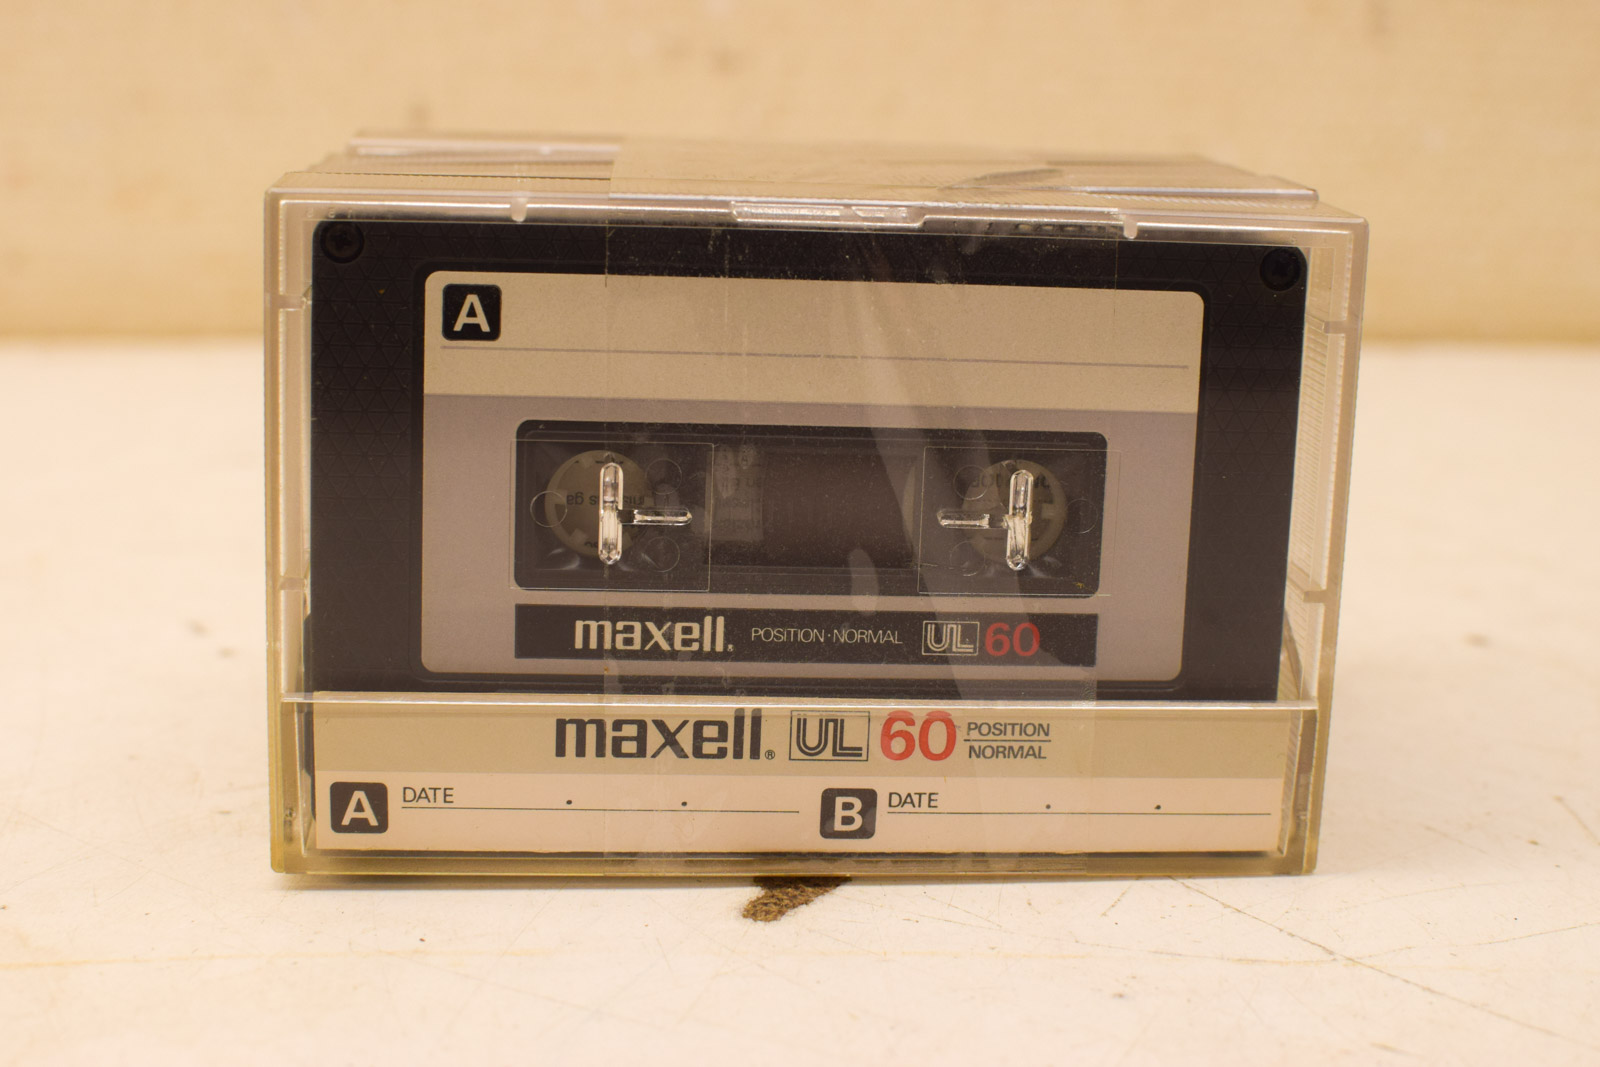 A
maxell® POSITION·NORMAL UL 60
maxell® UL 60 POSITION NORMAL
A DATE . . B DATE . .